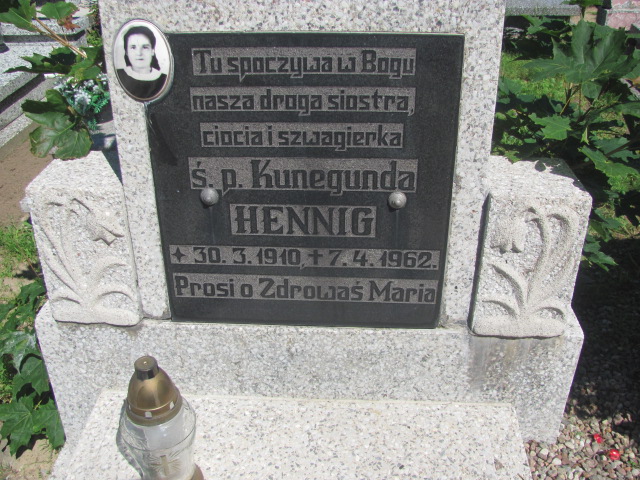 Tu spoczywa w Bogu
nasza droga siostra,
ciocia i szwagierka
ś. p. Kunegunda
HENNIG
+ 30. 3. 1910, + 7. 4. 1962.
Prosi o Zdrowaś Maria